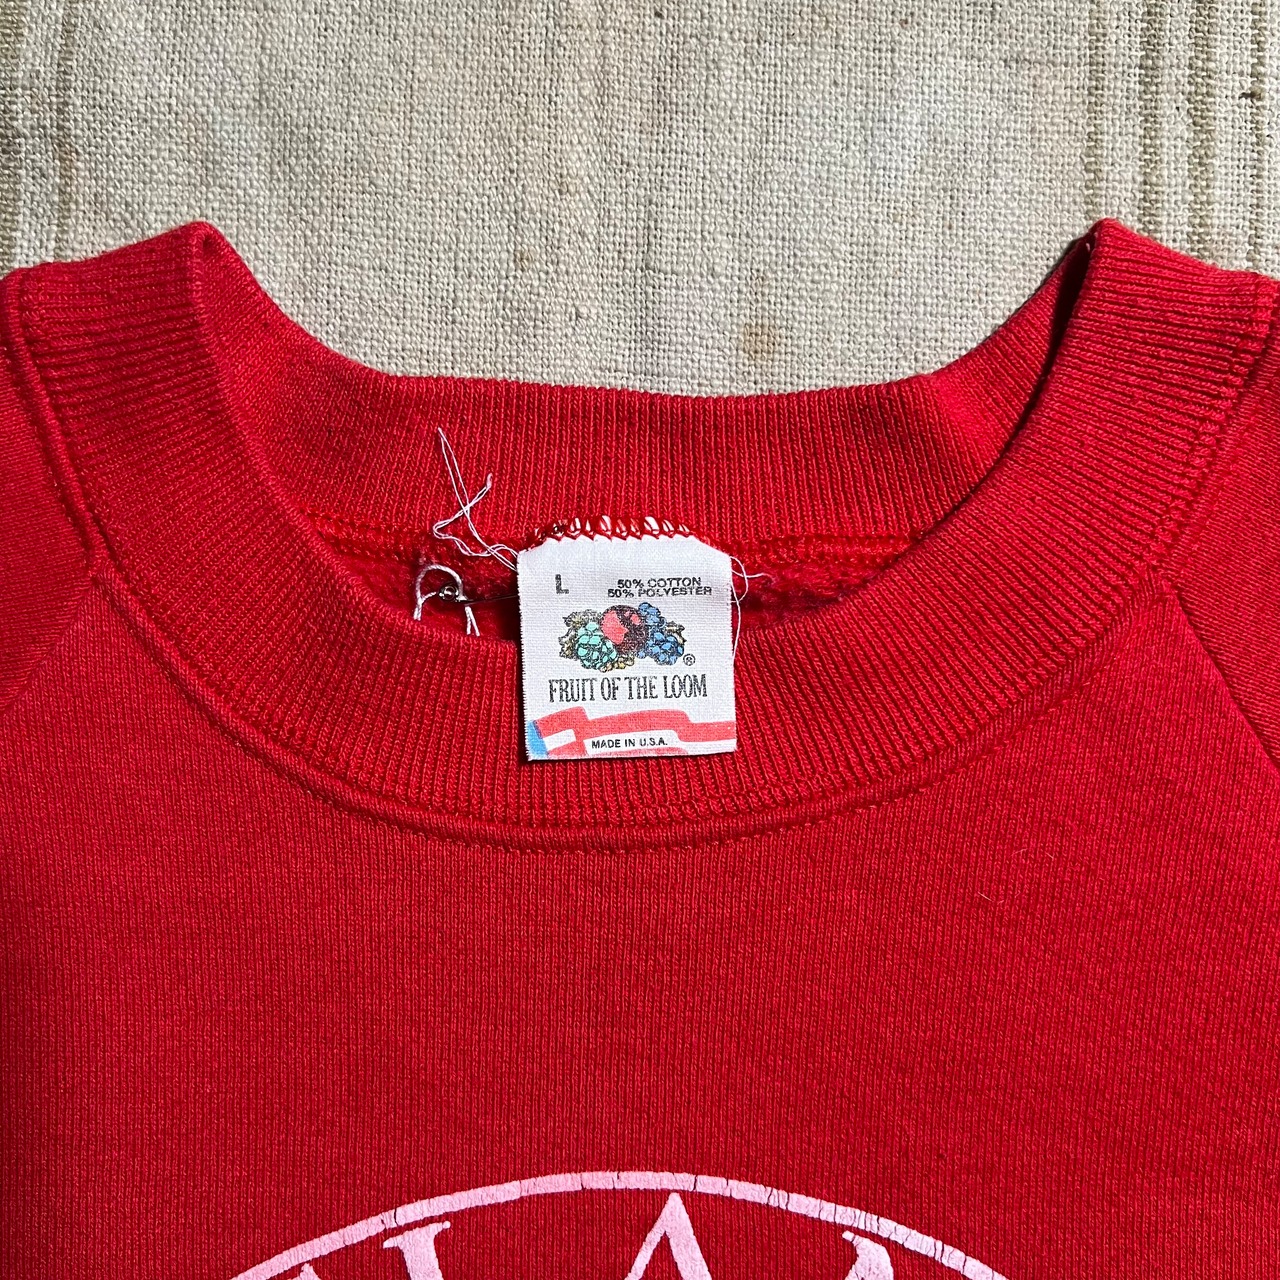 L
50% COTTON
50% POLYESTER
®
FRUIT OF THE LOOM
MADE IN U.S.A.